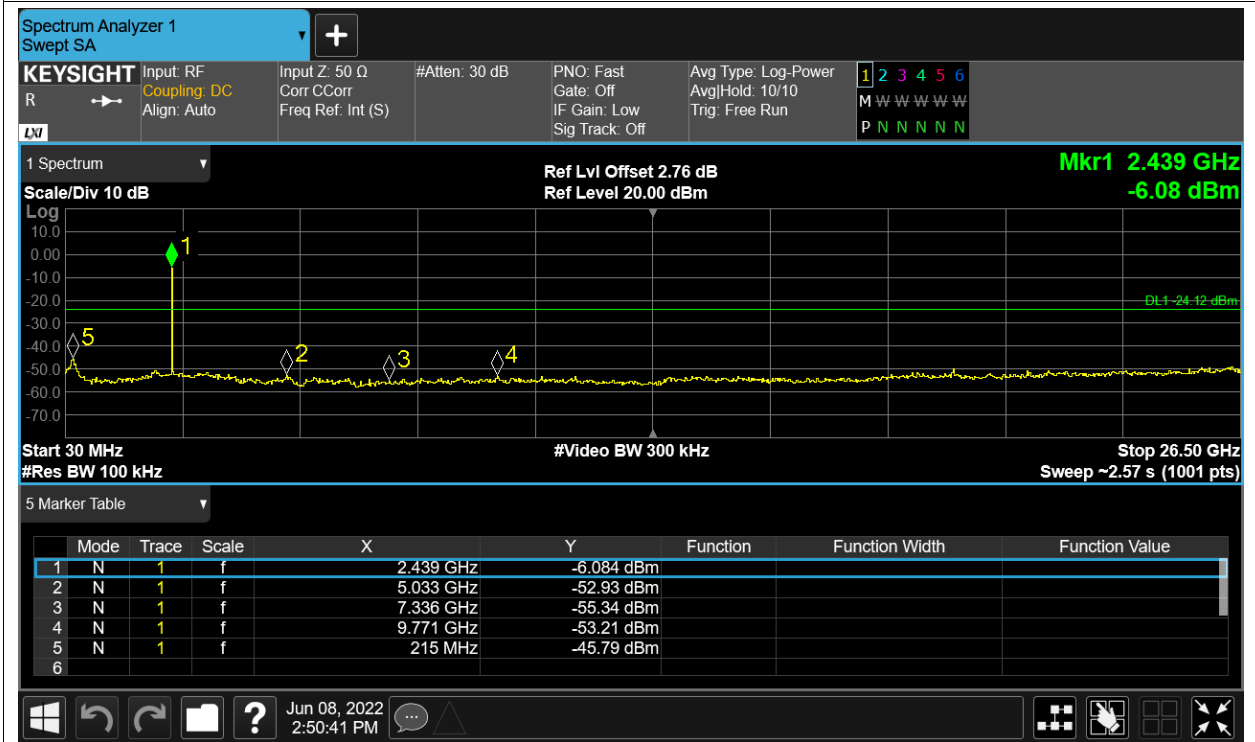 Spectrum Analyzer 1
Swept SA
KEYSIGHT
R
LXI
Input: RF
Coupling: DC
Align: Auto
Input Z: 50 Ω
Corr CCorr
Freq Ref: Int (S)
#Atten: 30 dB
PNO: Fast
Gate: Off
IF Gain: Low
Sig Track: Off
Avg Type: Log-Power
Avg|Hold: 10/10
Trig: Free Run
1 2 3 4 5 6
M W W W W W
P N N N N N
1 Spectrum
Scale/Div 10 dB
Ref Lvl Offset 2.76 dB
Ref Level 20.00 dBm
Mkr1 2.439 GHz
-6.08 dBm
Log
10.0
0.00
-10.0
-20.0
-30.0
-40.0
-50.0
-60.0
-70.0
1
DL1 -24.12 dBm
5
2
3
4
Start 30 MHz
#Video BW 300 kHz
Stop 26.50 GHz
#Res BW 100 kHz
Sweep ~2.57 s (1001 pts)
5 Marker Table
Mode Trace Scale X Y Function Function Width Function Value
1 N 1 f 2.439 GHz -6.084 dBm
2 N 1 f 5.033 GHz -52.93 dBm
3 N 1 f 7.336 GHz -55.34 dBm
4 N 1 f 9.771 GHz -53.21 dBm
5 N 1 f 215 MHz -45.79 dBm
6
?
Jun 08, 2022
2:50:41 PM